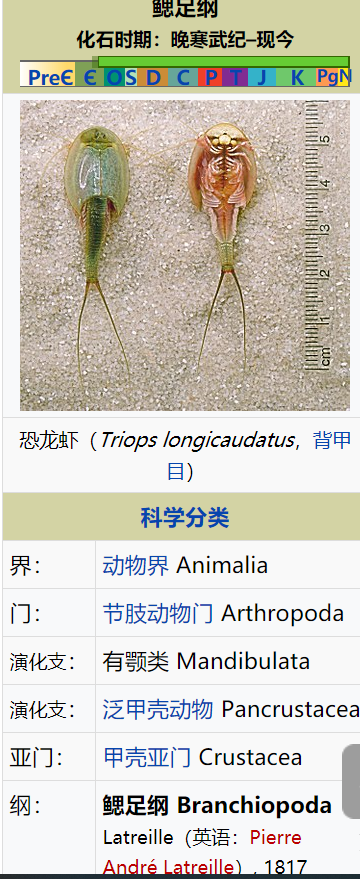 鳃足纲
化石时期：晚寒武纪–现今
PreЄ Є O S D C P T J K PgN
5
4
3
2
1
cm
恐龙虾（Triops longicaudatus，背甲
目）
科学分类
界： 动物界 Animalia
门： 节肢动物门 Arthropoda
演化支： 有颚类 Mandibulata
演化支： 泛甲壳动物 Pancrustacea
亚门： 甲壳亚门 Crustacea
纲： 鳃足纲 Branchiopoda
Latreille（英语：Pierre
André Latreille）, 1817